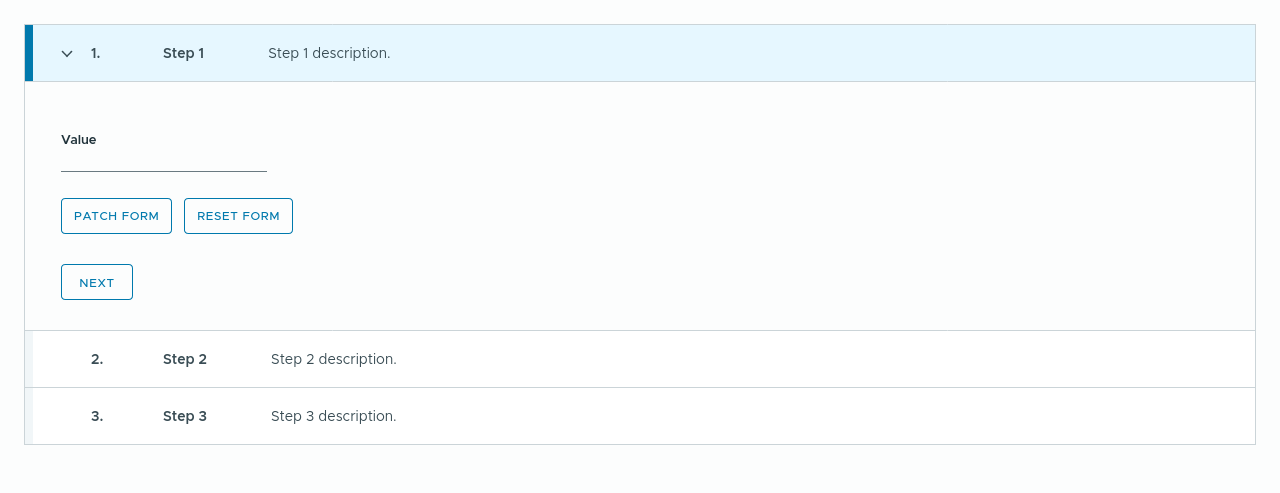 1. Step 1 Step 1 description.
Value
PATCH FORM RESET FORM
NEXT
2. Step 2 Step 2 description.
3. Step 3 Step 3 description.